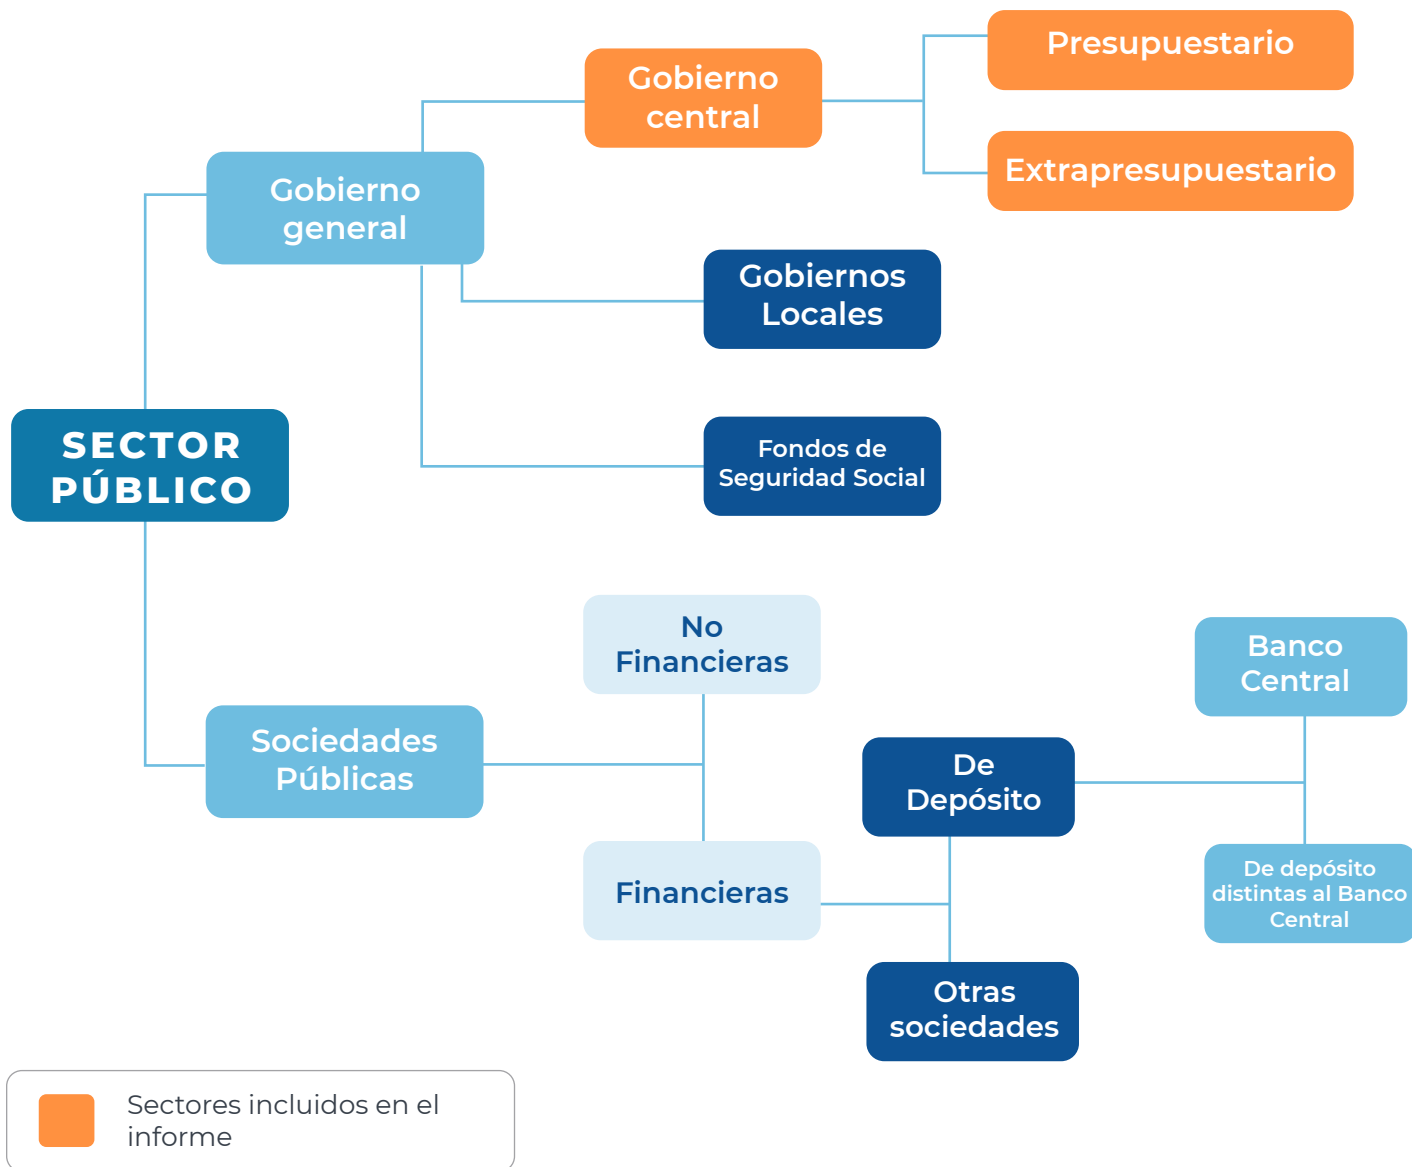 Presupuestario
Gobierno
central
Extrapresupuestario
Gobierno
general
Gobiernos
Locales
SECTOR
PÚBLICO
Fondos de
Seguridad Social
No
Financieras
Banco
Central
Sociedades
Públicas
De
Depósito
Financieras
De depósito
distintas al Banco
Central
Otras
sociedades
Sectores incluidos en el
informe